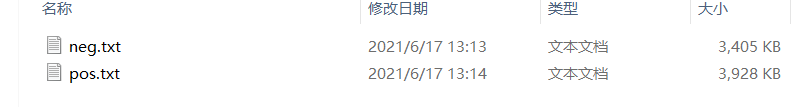 名称 修改日期 类型 大小
neg.txt 2021/6/17 13:13 文本文档 3,405 KB
pos.txt 2021/6/17 13:14 文本文档 3,928 KB